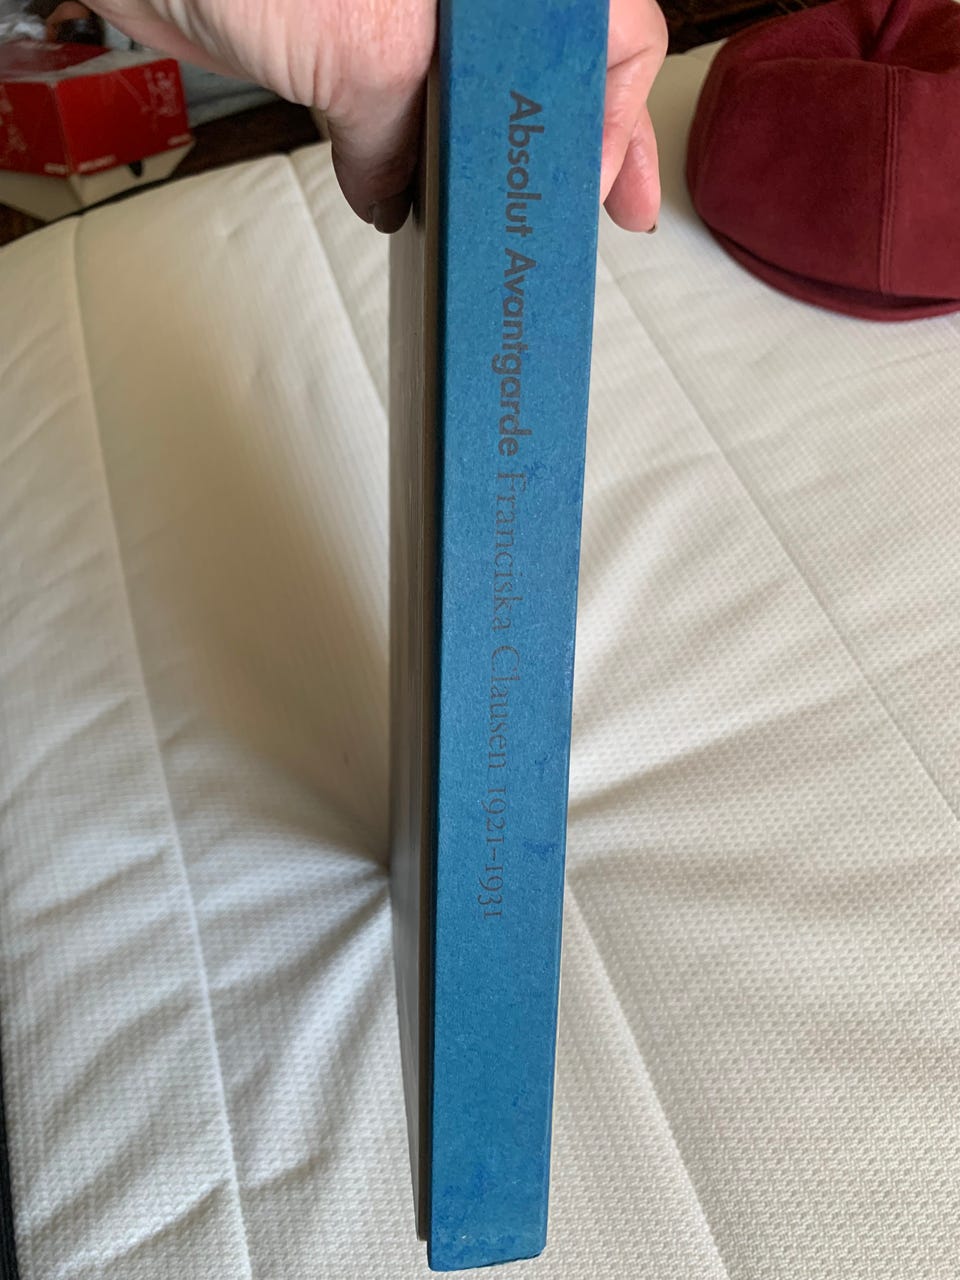 Absolut Avantgarde Franciska Clausen 1921–1931